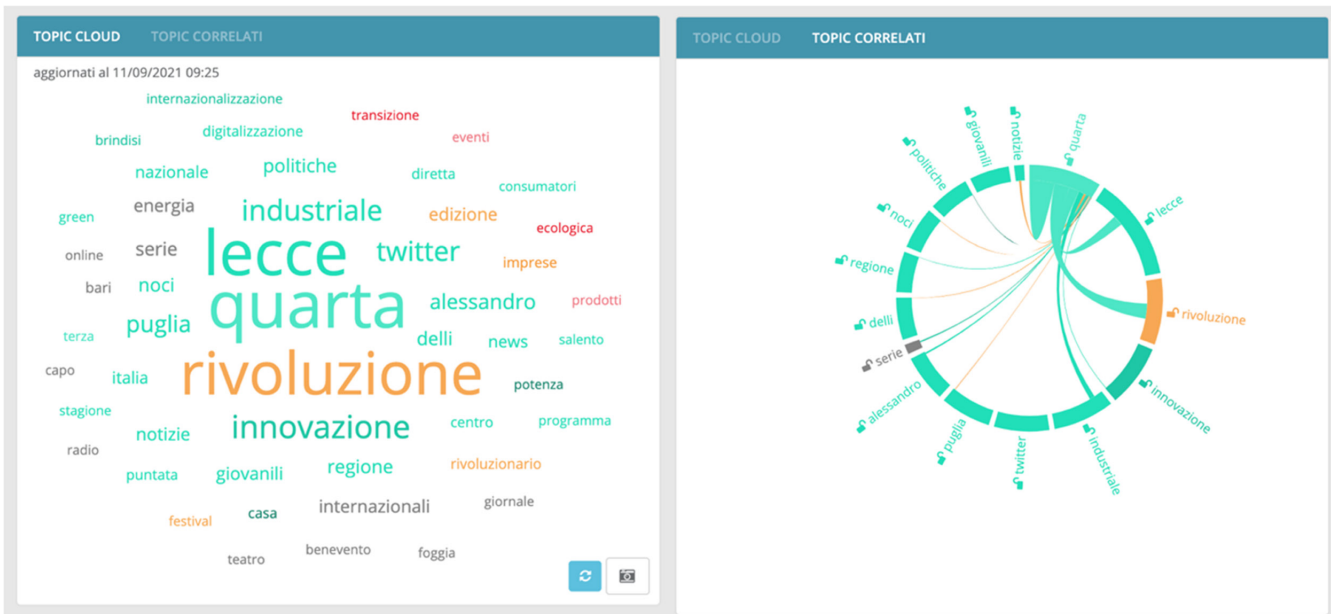 TOPIC CLOUD TOPIC CORRELATI
aggiornati al 11/09/2021 09:25
internazionalizzazione
transizione
brindisi
digitalizzazione
eventi
nazionale
politiche
diretta
consumatori
green
energia
industriale
edizione
ecologica
online
serie
lecce
twitter
imprese
bari
noci
quarta
alessandro
prodotti
terza
puglia
delli
news
salento
capo
italia
rivoluzione
potenza
stagione
notizie
innovazione
centro
programma
radio
puntata
giovanili
regione
rivoluzionario
festival
casa
internazionali
giornale
teatro
benevento
foggia
TOPIC CLOUD TOPIC CORRELATI
quarta
lecce
rivoluzione
innovazione
industriale
twitter
puglia
alessandro
serie
delli
regione
noci
politiche
giovanili
notizie